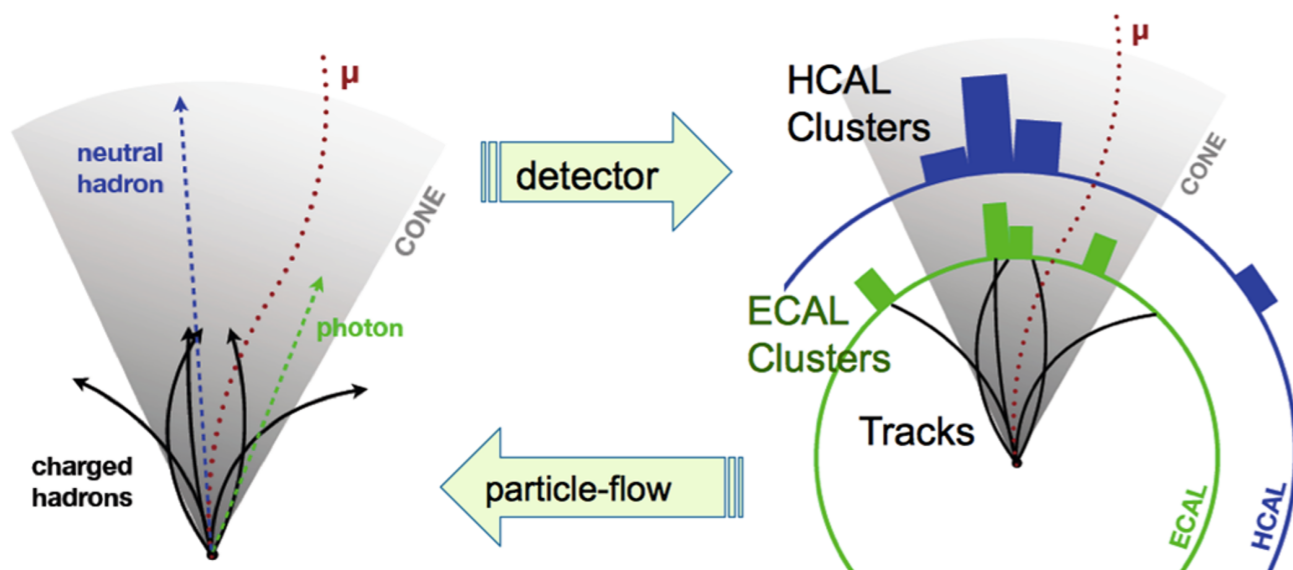 μ
neutral
hadron
CONE
photon
charged
hadrons
detector
particle-flow
μ
HCAL
Clusters
CONE
ECAL
Clusters
Tracks
ECAL
HCAL